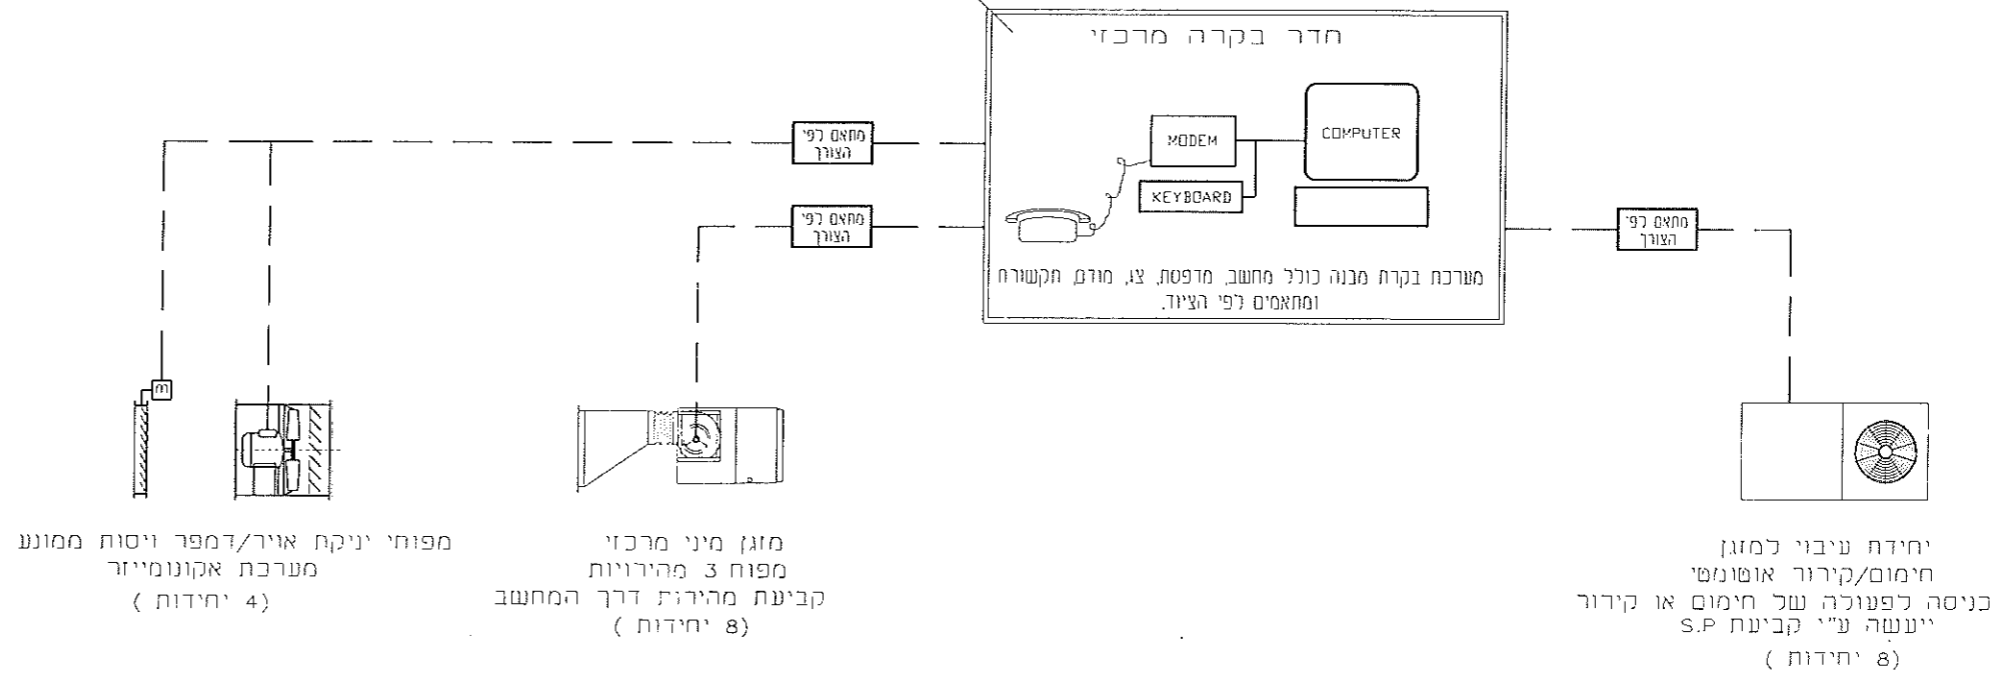 חדר בקרה מרכזי
COMPUTER
MODEM
KEYBOARD
מערכת בקרת מבנה כולל מחשב, מדפסת, צג, מודם, תקשורת
ומתאמים לפי הציוד.
מתאם לפי
הצורך
מתאם לפי
הצורך
מתאם לפי
הצורך
m
יחידת עיבוי למזגן
חימום/קירור אוטומטי
כניסה לפעולה של חימום או קירור
ייעשה ע"י קביעת S.P
(8 יחידות )
מזגן מיני מרכזי
מפוח 3 מהירויות
קביעת מהירות דרך המחשב
(8 יחידות )
מפוחי יניקת אויר/דמפר ויסות ממונע
מערכת אקונומייזר
(4 יחידות )